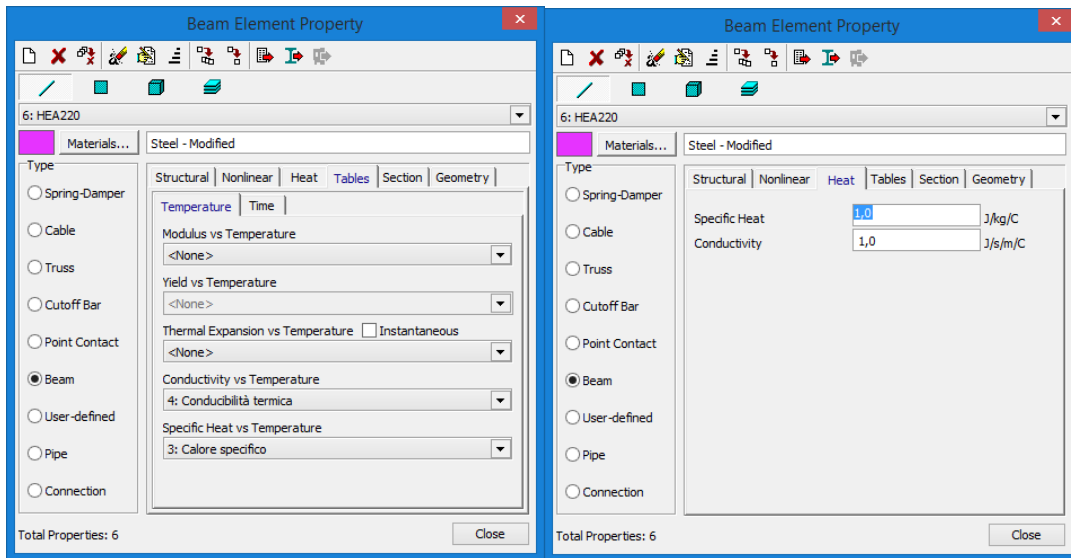 Beam Element Property
6: HEA220
Materials... Steel - Modified
Type
Spring-Damper
Cable
Truss
Cutoff Bar
Point Contact
Beam
User-defined
Pipe
Connection
Structural Nonlinear Heat Tables Section Geometry
Temperature Time
Modulus vs Temperature
<None>
Yield vs Temperature
<None>
Thermal Expansion vs Temperature Instantaneous
<None>
Conductivity vs Temperature
4: Conducibilità termica
Specific Heat vs Temperature
3: Calore specifico
Total Properties: 6 Close
Beam Element Property
6: HEA220
Materials... Steel - Modified
Type
Spring-Damper
Cable
Truss
Cutoff Bar
Point Contact
Beam
User-defined
Pipe
Connection
Structural Nonlinear Heat Tables Section Geometry
Specific Heat 1,0 J/kg/C
Conductivity 1,0 J/s/m/C
Total Properties: 6 Close